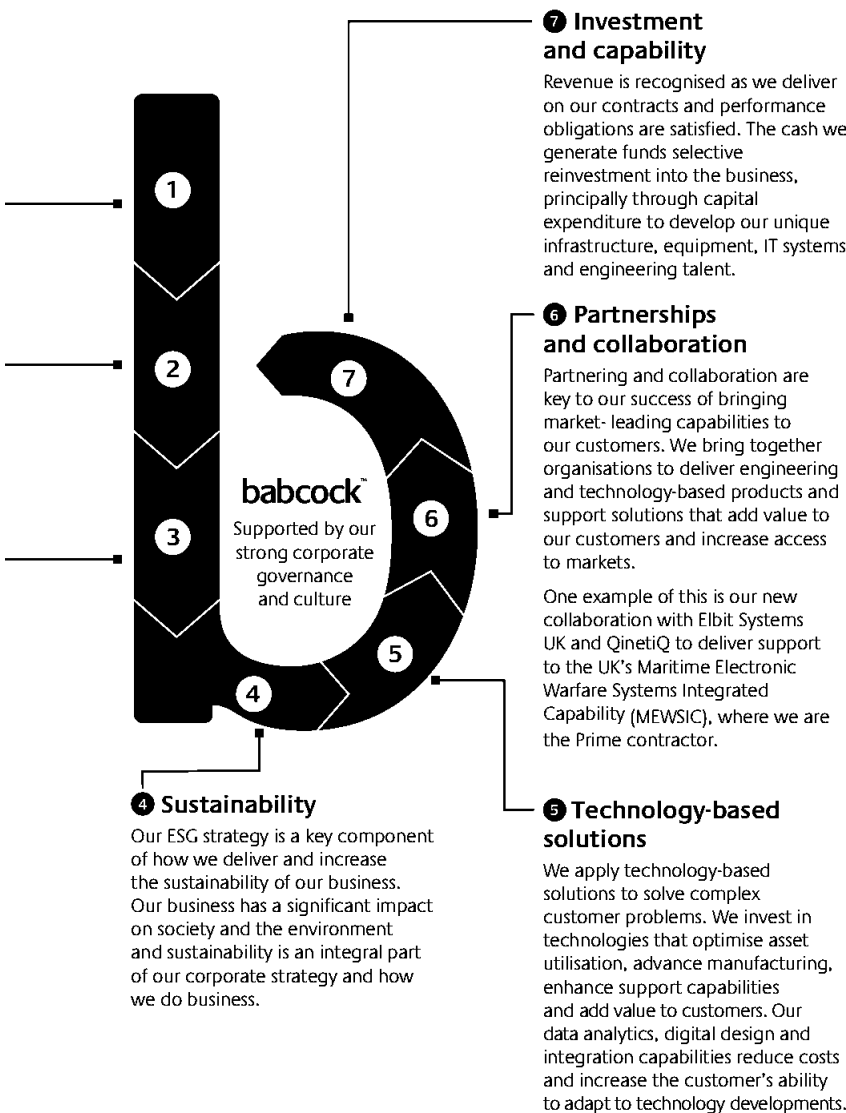 7 Investment
and capability
Revenue is recognised as we deliver
on our contracts and performance
obligations are satisfied. The cash we
generate funds selective
reinvestment into the business,
principally through capital
expenditure to develop our unique
infrastructure, equipment, IT systems
and engineering talent.
6 Partnerships
and collaboration
Partnering and collaboration are
key to our success of bringing
market- leading capabilities to
our customers. We bring together
organisations to deliver engineering
and technology-based products and
support solutions that add value to
our customers and increase access
to markets.
One example of this is our new
collaboration with Elbit Systems
UK and QinetiQ to deliver support
to the UK's Maritime Electronic
Warfare Systems Integrated
Capability (MEWSIC), where we are
the Prime contractor.
5 Technology-based
solutions
We apply technology-based
solutions to solve complex
customer problems. We invest in
technologies that optimise asset
utilisation, advance manufacturing,
enhance support capabilities
and add value to customers. Our
data analytics, digital design and
integration capabilities reduce costs
and increase the customer's ability
to adapt to technology developments.
1
2
3
4
5
6
7
babcock™
Supported by our
strong corporate
governance
and culture
4 Sustainability
Our ESG strategy is a key component
of how we deliver and increase
the sustainability of our business.
Our business has a significant impact
on society and the environment
and sustainability is an integral part
of our corporate strategy and how
we do business.